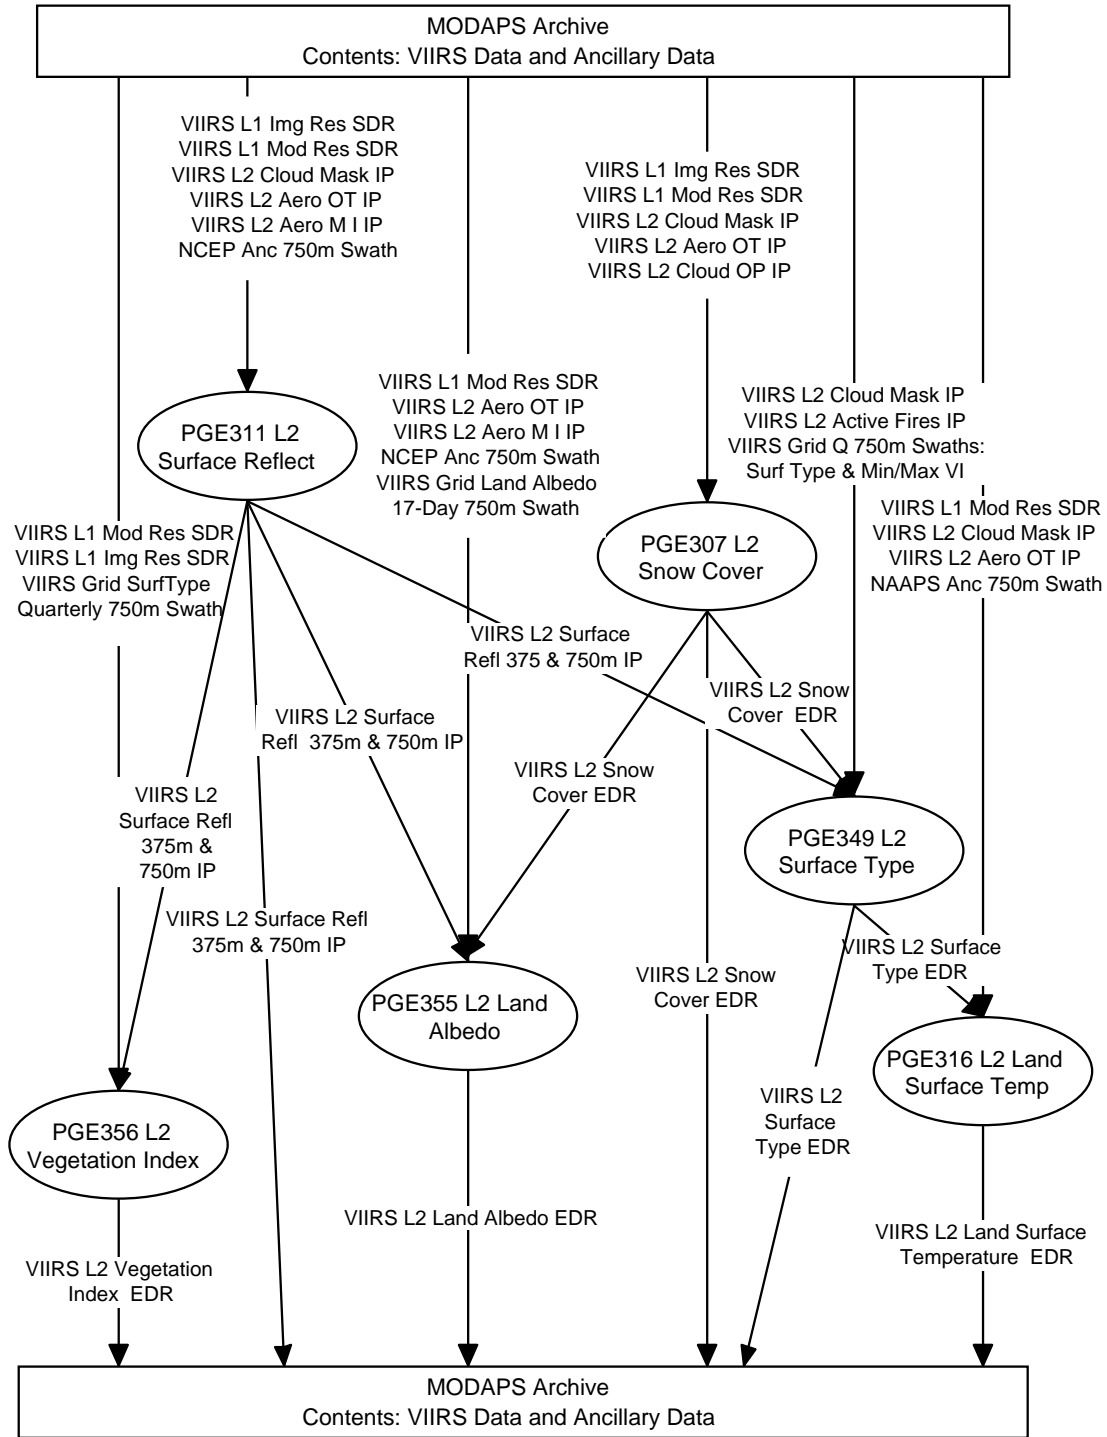 MODAPS Archive
Contents: VIIRS Data and Ancillary Data
VIIRS L1 Img Res SDR
VIIRS L1 Mod Res SDR
VIIRS L2 Cloud Mask IP
VIIRS L2 Aero OT IP
VIIRS L2 Aero M I IP
NCEP Anc 750m Swath
VIIRS L1 Img Res SDR
VIIRS L1 Mod Res SDR
VIIRS L2 Cloud Mask IP
VIIRS L2 Aero OT IP
VIIRS L2 Cloud OP IP
VIIRS L1 Mod Res SDR
VIIRS L2 Aero OT IP
VIIRS L2 Aero M I IP
NCEP Anc 750m Swath
VIIRS Grid Land Albedo
17-Day 750m Swath
VIIRS L2 Cloud Mask IP
VIIRS L2 Active Fires IP
VIIRS Grid Q 750m Swaths:
Surf Type & Min/Max VI
PGE311 L2
Surface Reflect
VIIRS L1 Mod Res SDR
VIIRS L2 Cloud Mask IP
VIIRS L2 Aero OT IP
NAAPS Anc 750m Swath
VIIRS L1 Mod Res SDR
VIIRS L1 Img Res SDR
VIIRS Grid SurfType
Quarterly 750m Swath
PGE307 L2
Snow Cover
VIIRS L2 Surface
Refl 375 & 750m IP
VIIRS L2 Snow
Cover EDR
VIIRS L2 Surface
Refl 375m & 750m IP
VIIRS L2 Snow
Cover EDR
VIIRS L2
Surface Refl
375m &
750m IP
PGE349 L2
Surface Type
VIIRS L2 Surface Refl
375m & 750m IP
VIIRS L2 Surface
Type EDR
VIIRS L2 Snow
Cover EDR
PGE355 L2 Land
Albedo
PGE316 L2 Land
Surface Temp
VIIRS L2
Surface
Type EDR
PGE356 L2
Vegetation Index
VIIRS L2 Land Albedo EDR
VIIRS L2 Land Surface
Temperature EDR
VIIRS L2 Vegetation
Index EDR
MODAPS Archive
Contents: VIIRS Data and Ancillary Data